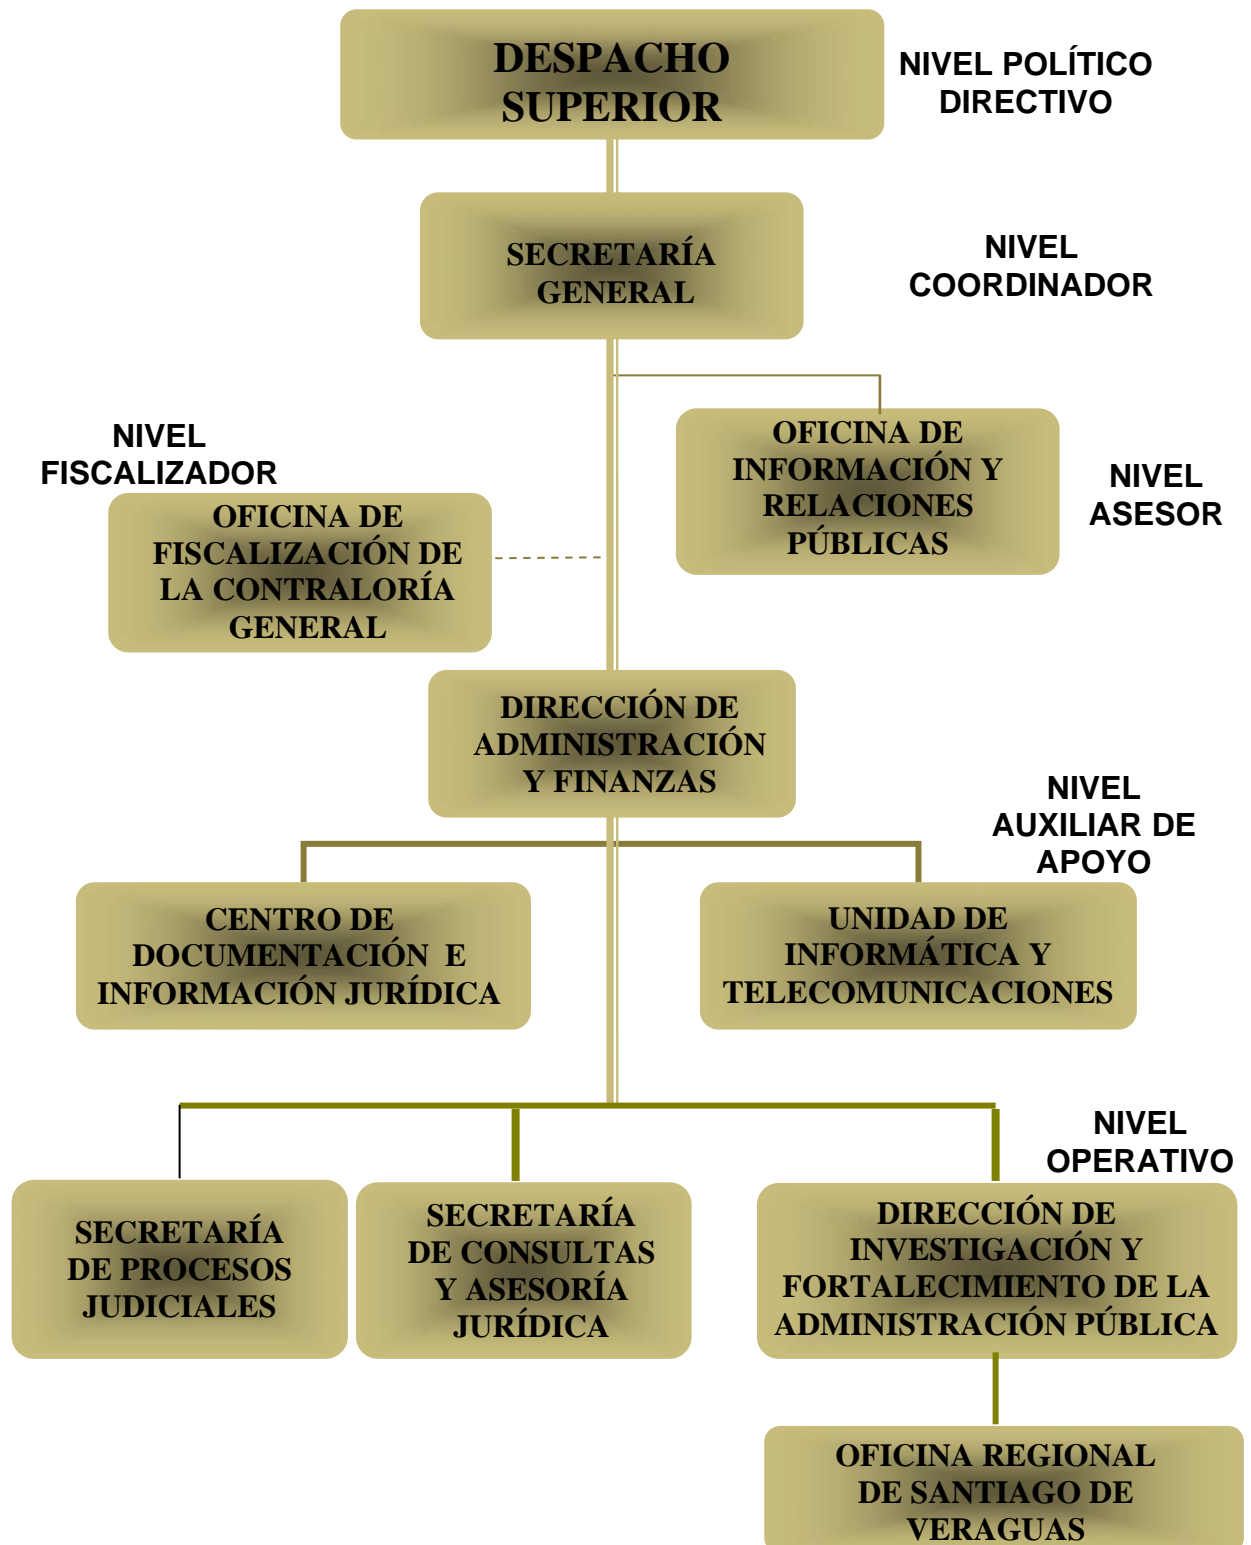 DESPACHO
SUPERIOR
NIVEL POLÍTICO
DIRECTIVO
SECRETARÍA
GENERAL
NIVEL
COORDINADOR
NIVEL
FISCALIZADOR
OFICINA DE
INFORMACIÓN Y
RELACIONES
PÚBLICAS
NIVEL
ASESOR
OFICINA DE
FISCALIZACIÓN DE
LA CONTRALORÍA
GENERAL
DIRECCIÓN DE
ADMINISTRACIÓN
Y FINANZAS
NIVEL
AUXILIAR DE
APOYO
CENTRO DE
DOCUMENTACIÓN E
INFORMACIÓN JURÍDICA
UNIDAD DE
INFORMÁTICA Y
TELECOMUNICACIONES
NIVEL
OPERATIVO
SECRETARÍA
DE PROCESOS
JUDICIALES
SECRETARÍA
DE CONSULTAS
Y ASESORÍA
JURÍDICA
DIRECCIÓN DE
INVESTIGACIÓN Y
FORTALECIMIENTO DE LA
ADMINISTRACIÓN PÚBLICA
OFICINA REGIONAL
DE SANTIAGO DE
VERAGUAS